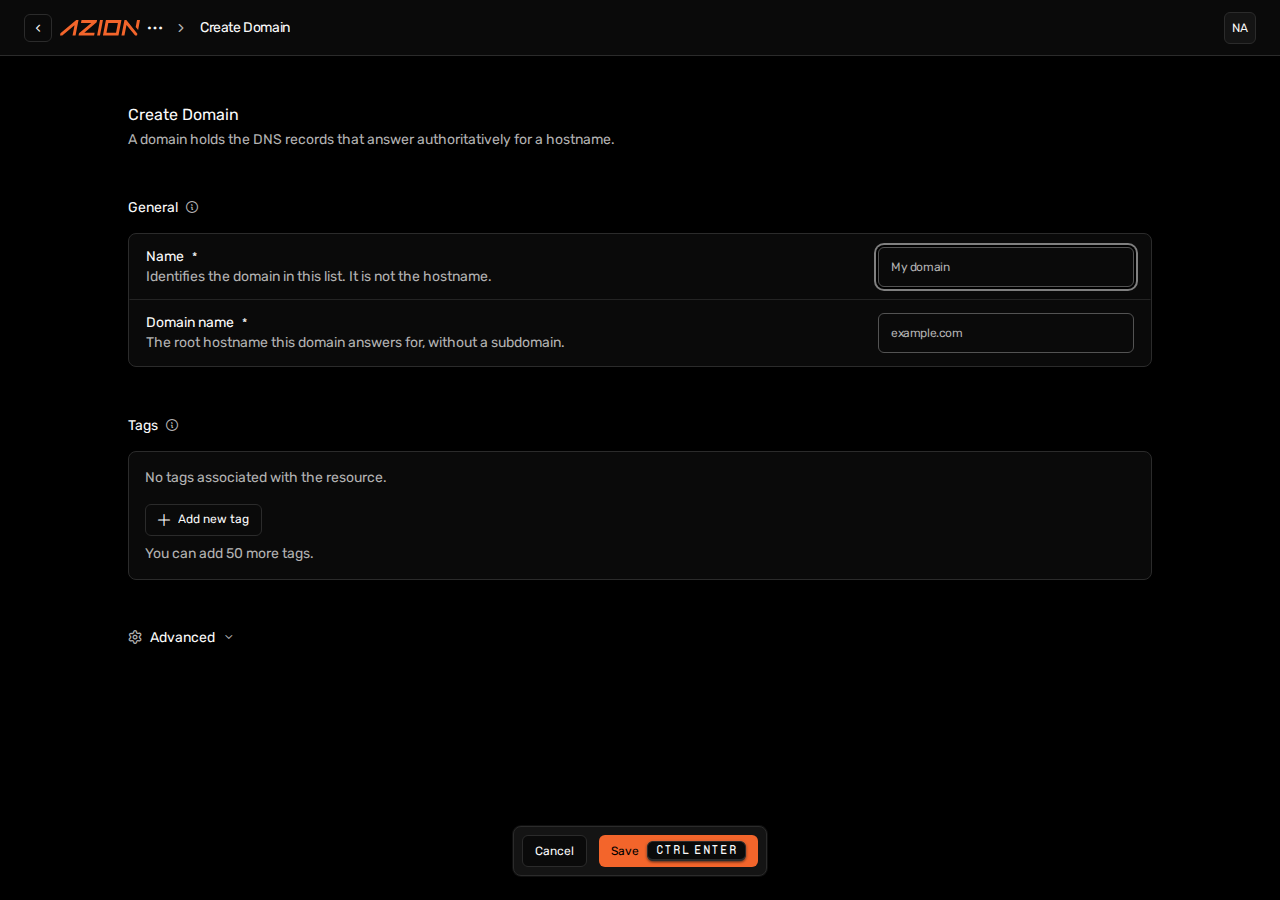 AZION ••• > Create Domain
NA
Create Domain
A domain holds the DNS records that answer authoritatively for a hostname.
General
Name *
Identifies the domain in this list. It is not the hostname.
My domain
Domain name *
The root hostname this domain answers for, without a subdomain.
example.com
Tags
No tags associated with the resource.
Add new tag
You can add 50 more tags.
Advanced
Cancel
Save CTRL ENTER